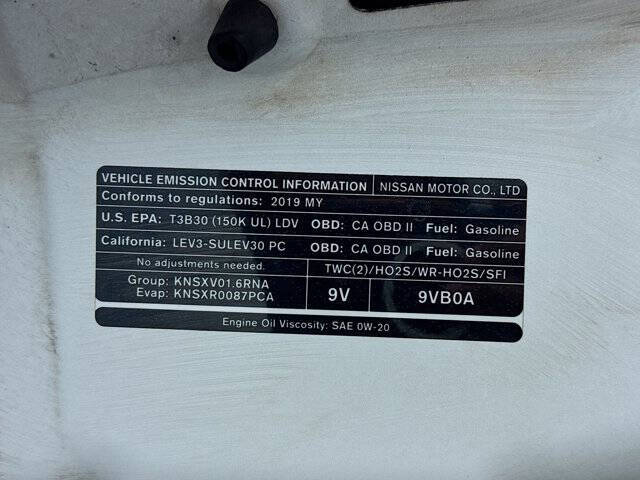 VEHICLE EMISSION CONTROL INFORMATION NISSAN MOTOR CO., LTD
Conforms to regulations: 2019 MY
U.S. EPA: T3B30 (150K UL) LDV OBD: CA OBD II Fuel: Gasoline
California: LEV3-SULEV30 PC OBD: CA OBD II Fuel: Gasoline
No adjustments needed. TWC(2)/HO2S/WR-HO2S/SFI
Group: KNSXV01.6RNA
Evap: KNSXR0087PCA
9V 9VB0A
Engine Oil Viscosity: SAE 0W-20